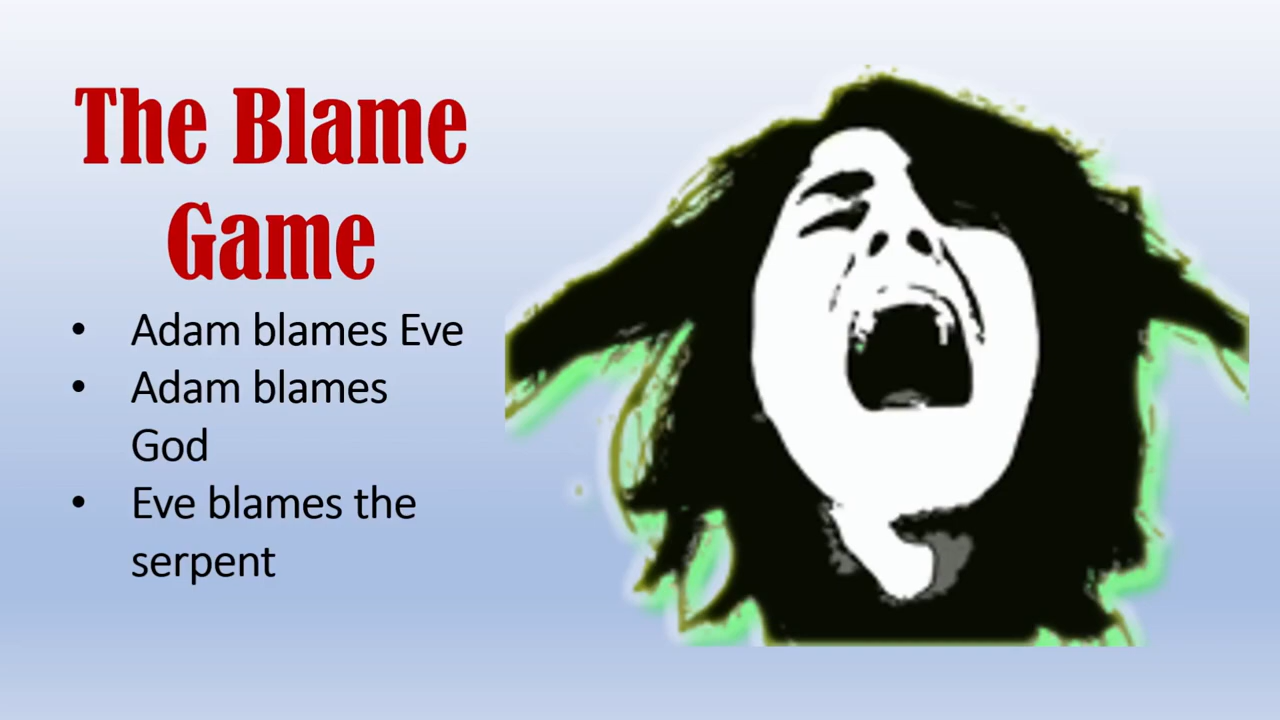 The Blame
Game
• Adam blames Eve
• Adam blames
God
• Eve blames the
serpent